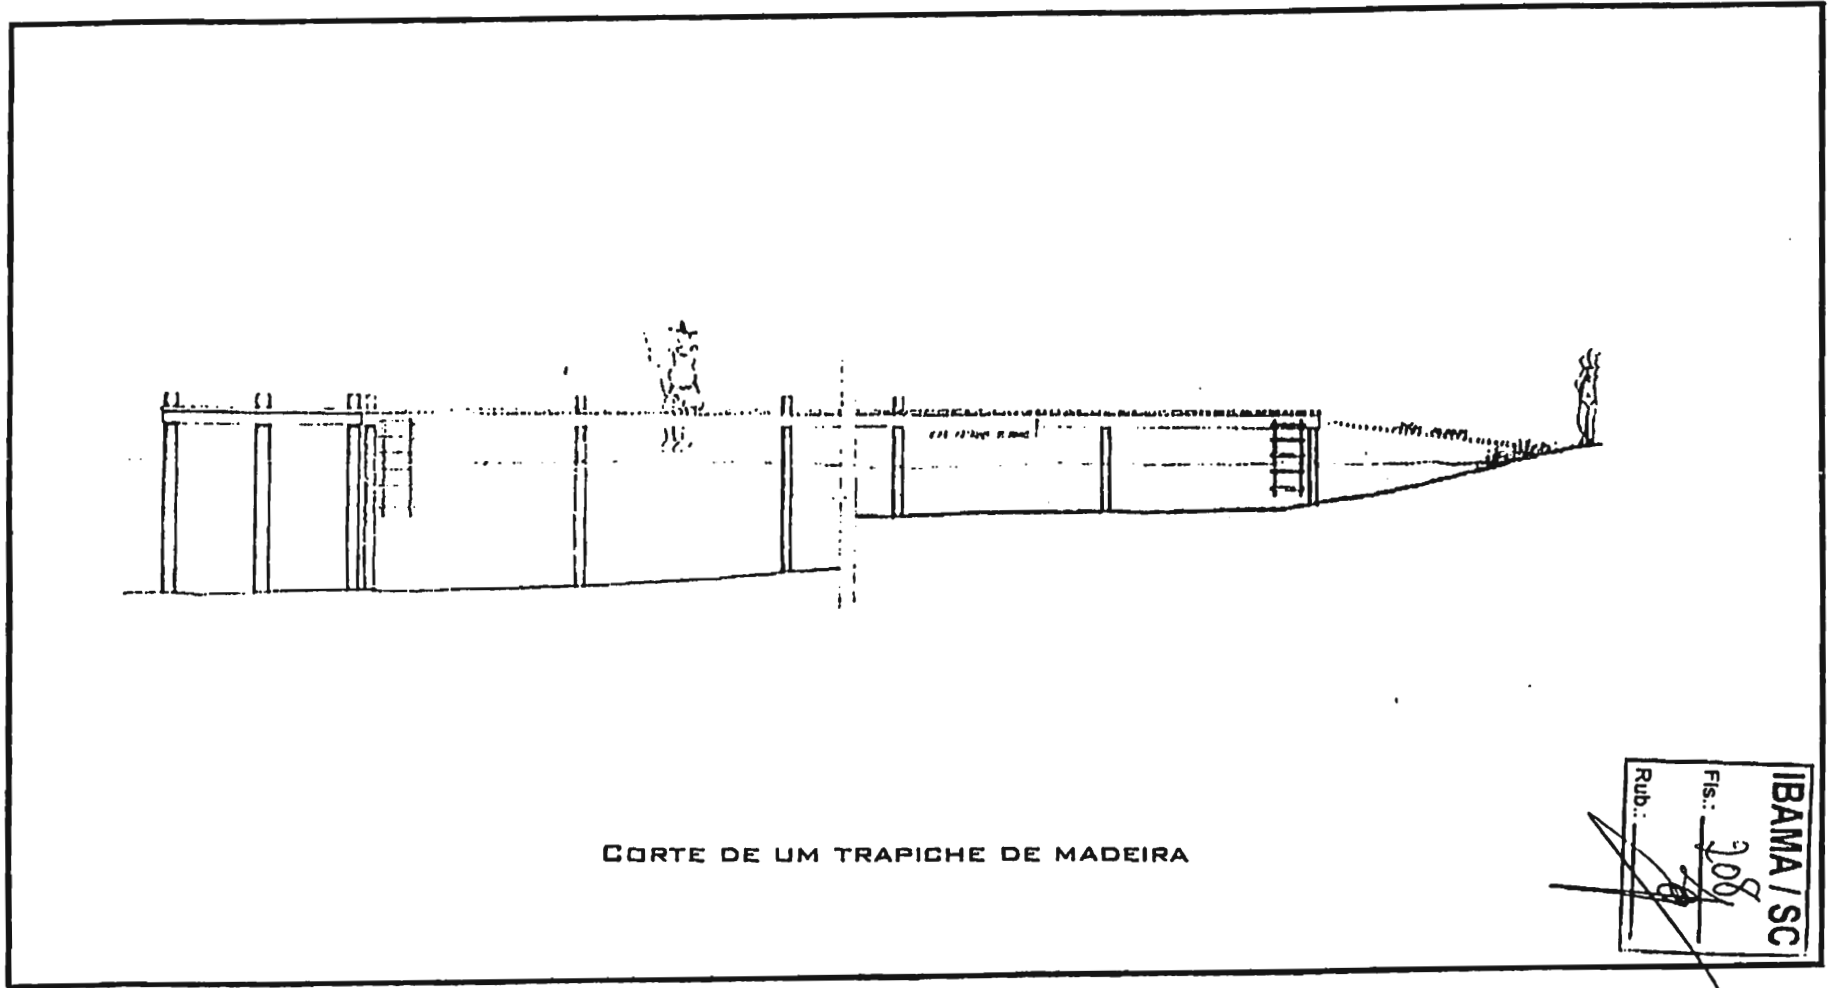 CORTE DE UM TRAPICHE DE MADEIRA
IBAMA / SC
Fls.: 208
Rub.: